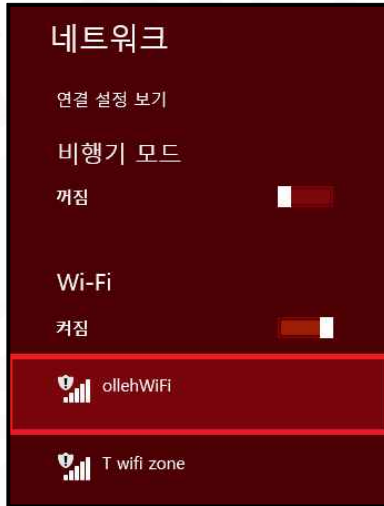 네트워크
연결 설정 보기
비행기 모드
꺼짐
Wi-Fi
켜짐
ollehWiFi
T wifi zone